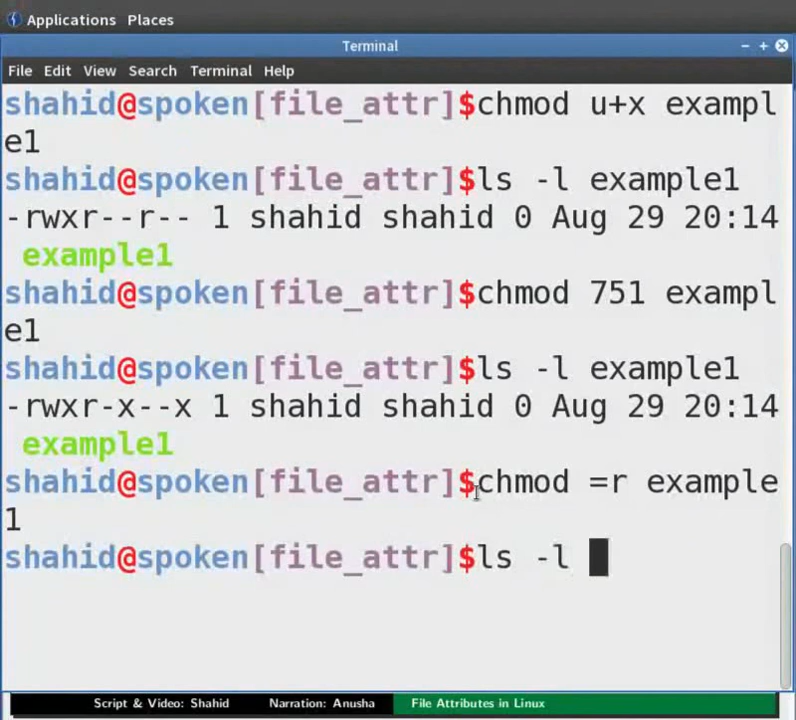 Applications Places
Terminal
File Edit View Search Terminal Help
shahid@spoken[file_attr]$chmod u+x exampl
e1
shahid@spoken[file_attr]$ls -l example1
-rwxr--r-- 1 shahid shahid 0 Aug 29 20:14
example1
shahid@spoken[file_attr]$chmod 751 exampl
e1
shahid@spoken[file_attr]$ls -l example1
-rwxr-x--x 1 shahid shahid 0 Aug 29 20:14
example1
shahid@spoken[file_attr]$chmod =r example
1
shahid@spoken[file_attr]$ls -l
Script & Video: Shahid Narration: Anusha File Attributes in Linux